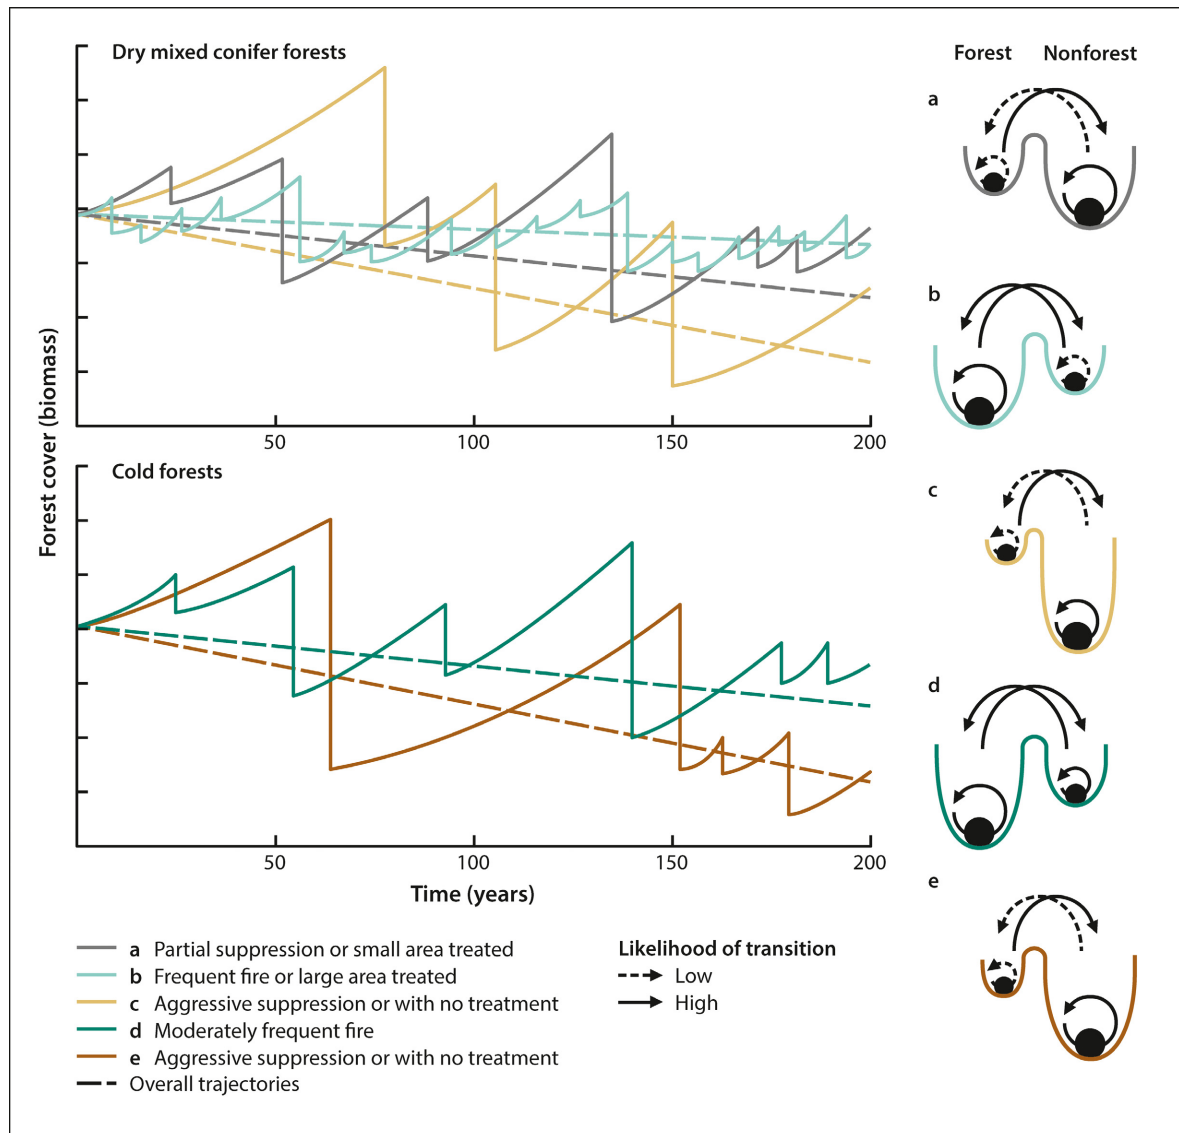 Dry mixed conifer forests
50
100
150
200
Cold forests
50
100
150
200
Forest cover (biomass)
Time (years)
a Partial suppression or small area treated
b Frequent fire or large area treated
c Aggressive suppression or with no treatment
d Moderately frequent fire
e Aggressive suppression or with no treatment
Overall trajectories
Likelihood of transition
Low
High
Forest Nonforest
a
b
c
d
e